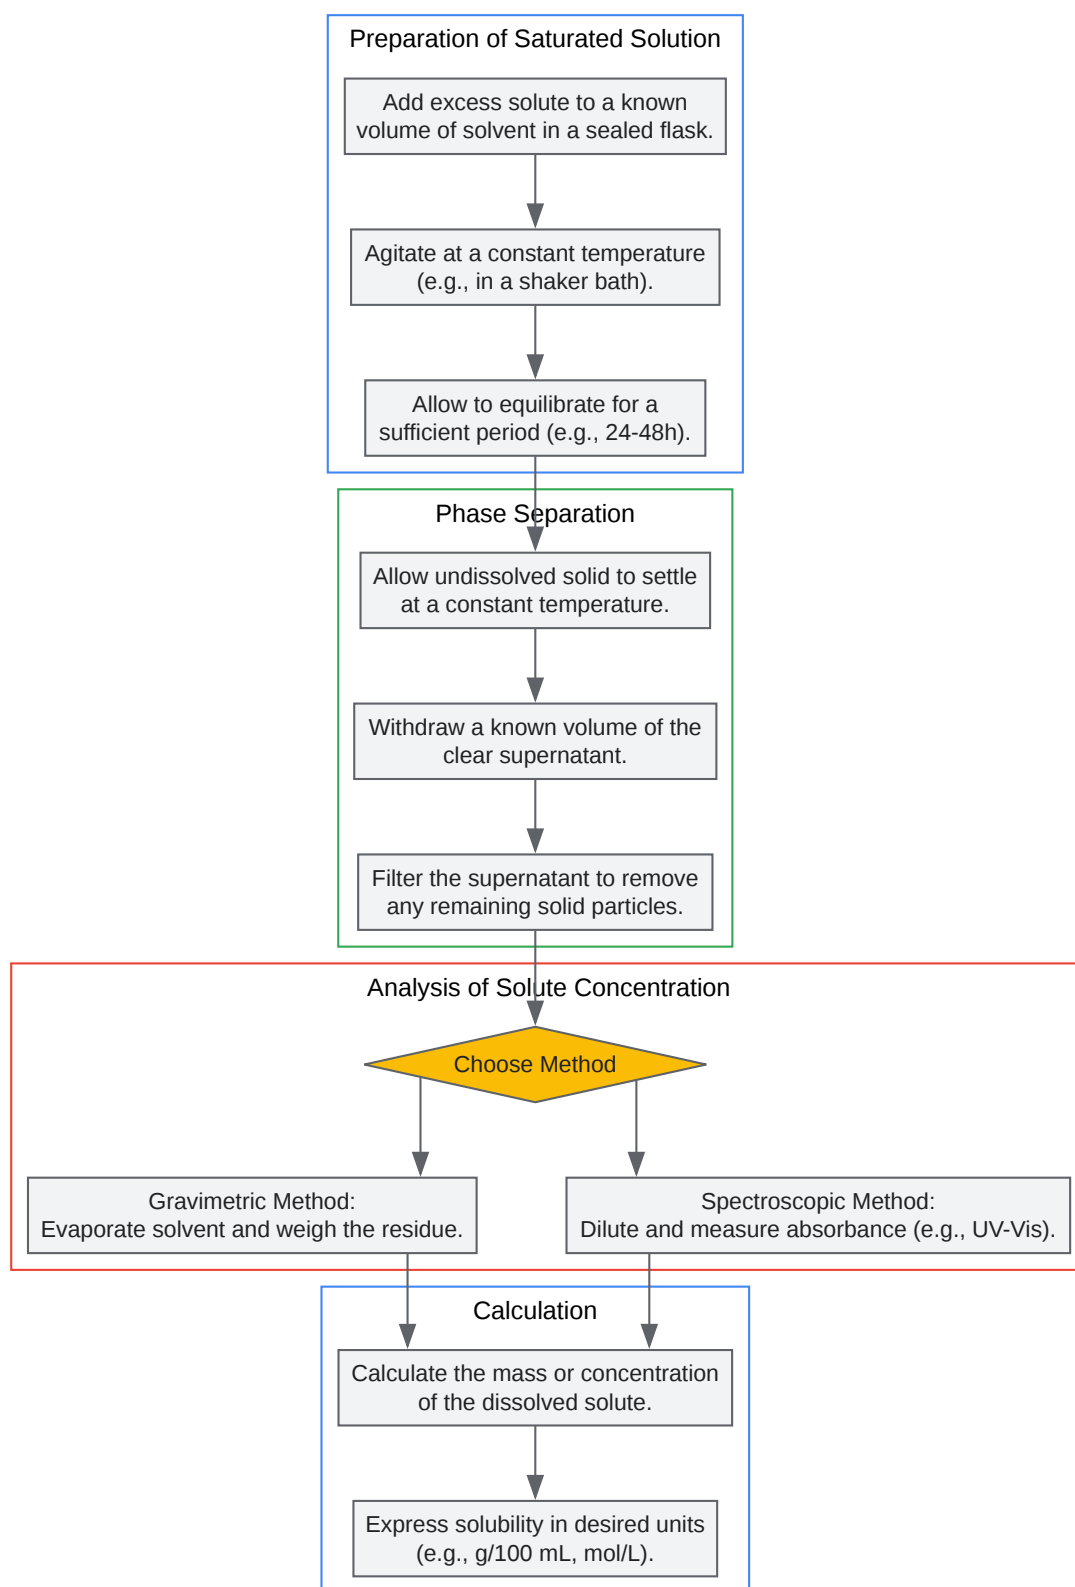 Preparation of Saturated Solution
Add excess solute to a known
volume of solvent in a sealed flask.
Agitate at a constant temperature
(e.g., in a shaker bath).
Allow to equilibrate for a
sufficient period (e.g., 24-48h).
Phase Separation
Allow undissolved solid to settle
at a constant temperature.
Withdraw a known volume of the
clear supernatant.
Filter the supernatant to remove
any remaining solid particles.
Analysis of Solute Concentration
Choose Method
Gravimetric Method:
Evaporate solvent and weigh the residue.
Spectroscopic Method:
Dilute and measure absorbance (e.g., UV-Vis).
Calculation
Calculate the mass or concentration
of the dissolved solute.
Express solubility in desired units
(e.g., g/100 mL, mol/L).